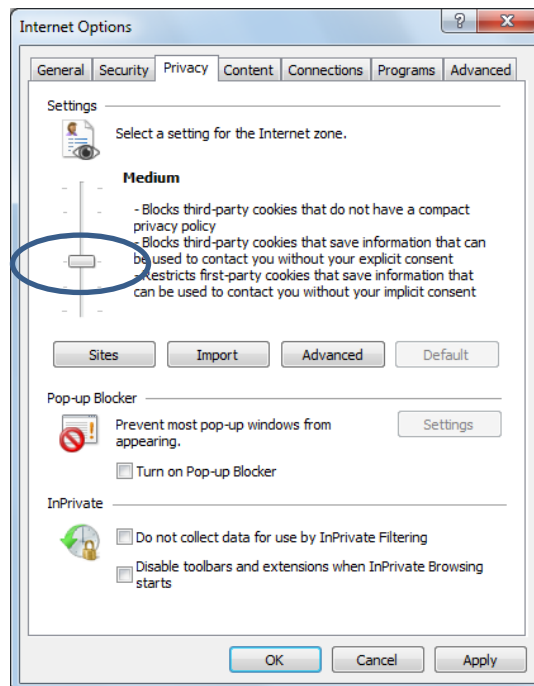 Internet Options
General Security Privacy Content Connections Programs Advanced
Settings
Select a setting for the Internet zone.
Medium
- Blocks third-party cookies that do not have a compact
privacy policy
- Blocks third-party cookies that save information that can
be used to contact you without your explicit consent
- Restricts first-party cookies that save information that
can be used to contact you without your implicit consent
Sites Import Advanced Default
Pop-up Blocker
Prevent most pop-up windows from Settings
appearing.
Turn on Pop-up Blocker
InPrivate
Do not collect data for use by InPrivate Filtering
Disable toolbars and extensions when InPrivate Browsing
starts
OK Cancel Apply